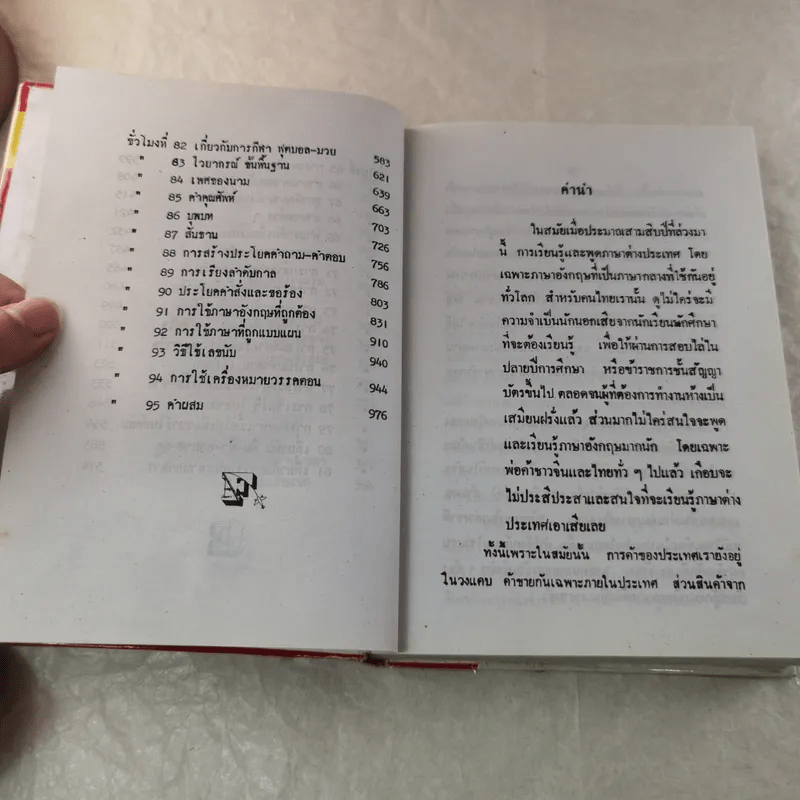 ชั่วโมงที่ 82 เกี่ยวกับการกีฬา ฟุตบอล-มวย 583
" 83 ไวยากรณ์ ขั้นพื้นฐาน 621
" 84 เพศของนาม 639
" 85 คำคุณศัพท์ 663
" 86 บุพบท 703
" 87 สันธาน 726
" 88 การสร้างประโยคคำถาม-คำตอบ 756
" 89 การเรียงลำดับกาล 786
" 90 ประโยคคำสั่งและขอร้อง 803
" 91 การใช้ภาษาอังกฤษที่ถูกต้อง 831
" 92 การใช้ภาษาที่ถูกแบบแผน 910
" 93 วิธีใช้เลขนับ 940
" 94 การใช้เครื่องหมายวรรคตอน 944
" 95 คำผสม 976
คำนำ
ในสมัยเมื่อประมาณสามสิบปีที่ล่วงมา
นี้ การเรียนรู้และพูดภาษาต่างประเทศ โดย
เฉพาะภาษาอังกฤษที่เป็นภาษากลางที่ใช้กันอยู่
ทั่วโลก สำหรับคนไทยเรานั้น ดูไม่ใคร่จะมี
ความจำเป็นนักนอกเสียจากนักเรียนนักศึกษา
ที่จะต้องเรียนรู้ เพื่อให้ผ่านการสอบไล่ใน
ปลายปีการศึกษา หรือข้าราชการชั้นสัญญา
บัตรขึ้นไป ตลอดจนผู้ที่ต้องการทำงานห้างเป็น
เสมียนฝรั่งแล้ว ส่วนมากไม่ใคร่สนใจจะพูด
และเรียนรู้ภาษาอังกฤษมากนัก โดยเฉพาะ
พ่อค้าชาวจีนและไทยทั่ว ๆ ไปแล้ว เกือบจะ
ไม่ประสีประสาและสนใจที่จะเรียนรู้ภาษาต่าง
ประเทศเอาเสียเลย
ทั้งนี้เพราะในสมัยนั้น การค้าของประเทศเรายังอยู่
ในวงแคบ ค้าขายกันเฉพาะภายในประเทศ ส่วนสินค้าจาก